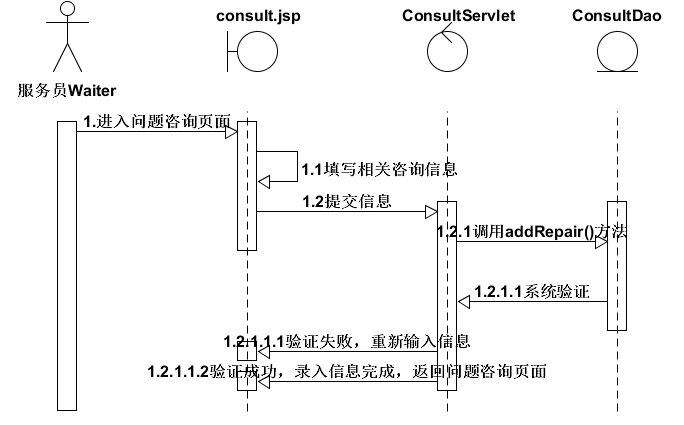 consult.jsp
ConsultServlet
ConsultDao
服务员Waiter
1.进入问题咨询页面
1.1填写相关咨询信息
1.2提交信息
1.2.1调用addRepair()方法
1.2.1.1系统验证
1.2.1.1.1验证失败，重新输入信息
1.2.1.1.2验证成功，录入信息完成，返回问题咨询页面